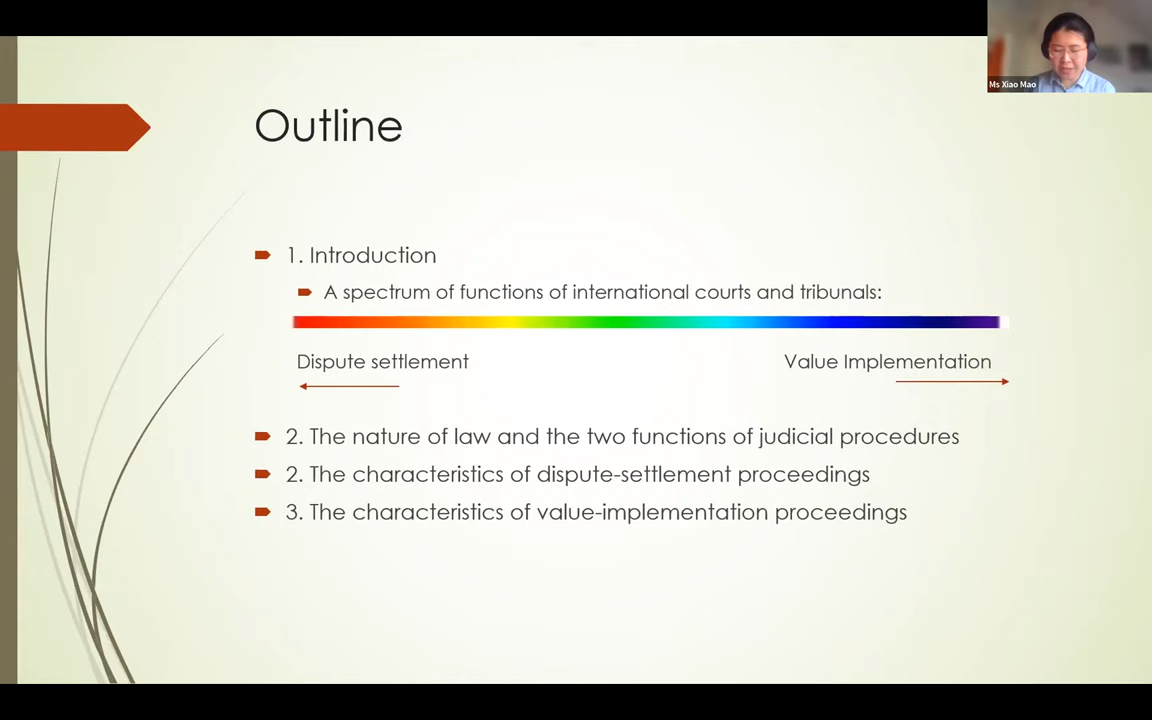 Ms Xiao Mao
Outline
1. Introduction
A spectrum of functions of international courts and tribunals:
Dispute settlement
Value Implementation
2. The nature of law and the two functions of judicial procedures
2. The characteristics of dispute-settlement proceedings
3. The characteristics of value-implementation proceedings